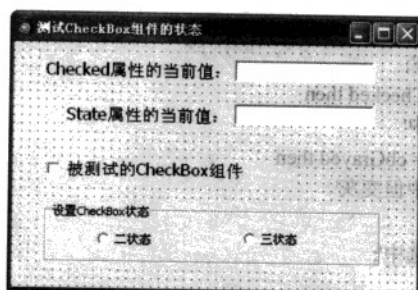 测试CheckBox组件的状态
Checked属性的当前值：
State属性的当前值：
被测试的CheckBox组件
设置CheckBox状态
二状态
三状态